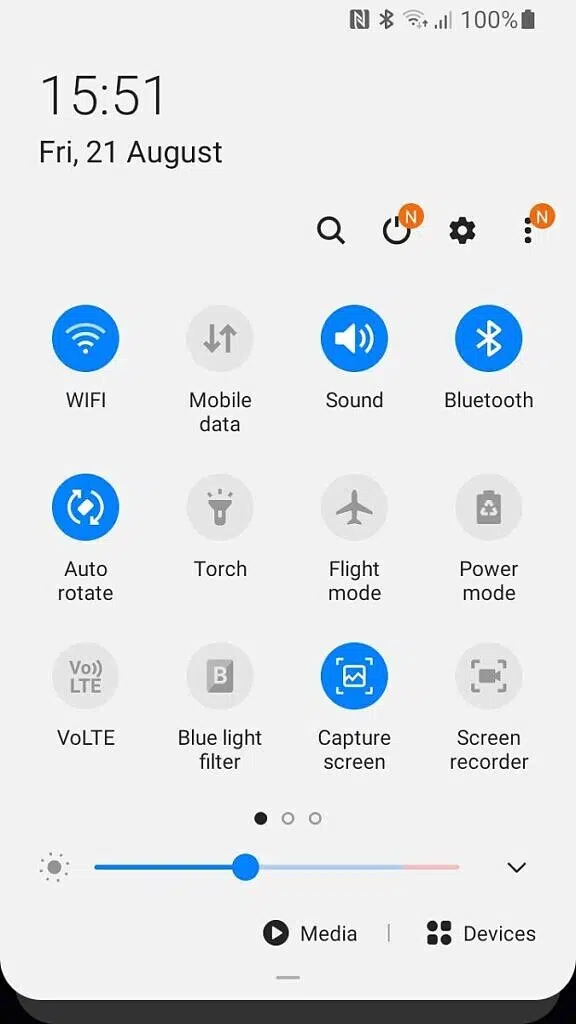 100%
15:51
Fri, 21 August
N
N
WIFI
Mobile
data
Sound
Bluetooth
Auto
rotate
Torch
Flight
mode
Power
mode
Vo)) 
LTE
VoLTE
B
Blue light
filter
Capture
screen
Screen
recorder
Media | Devices